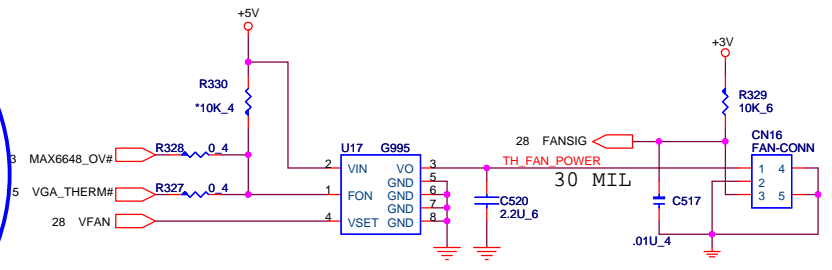 +5V
+3V
R330
*10K_4
R329
10K_6
CN16
FAN-CONN
R328 0_4
3 MAX6648_OV#
U17 G995
28 FANSIG
TH_FAN_POWER
30 MIL
2 VIN VO 3
GND 5
1 FON GND 6
GND 7
4 VSET GND 8
5 VGA_THERM#
R327 0_4
28 VFAN
C520
2.2U_6
C517
.01U_4
1 4
2
3 5